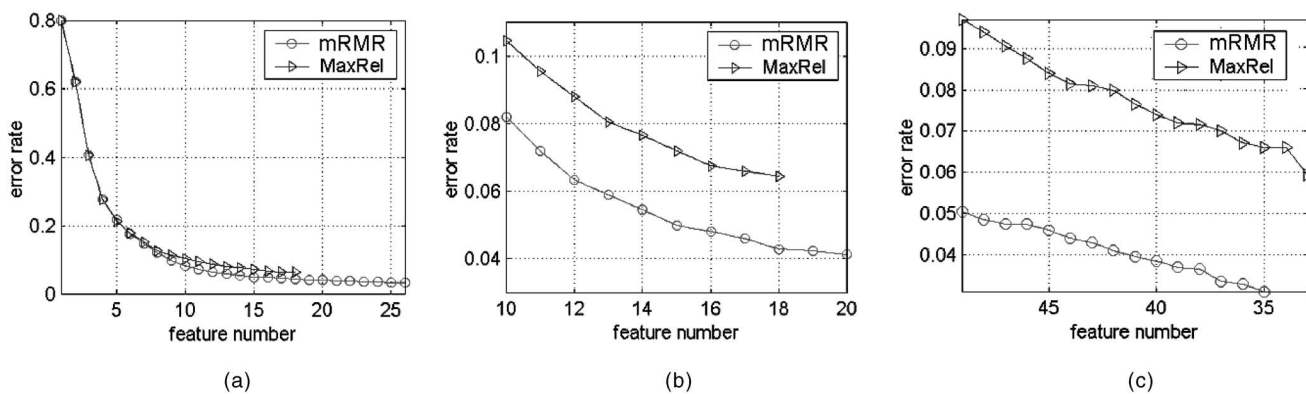 0.8
0.6
0.4
0.2
0
error rate
mRMR
MaxRel
5 10 15 20 25
feature number
(a)
0.1
0.08
0.06
0.04
error rate
mRMR
MaxRel
10 12 14 16 18 20
feature number
(b)
0.09
0.08
0.07
0.06
0.05
0.04
error rate
mRMR
MaxRel
45 40 35
feature number
(c)